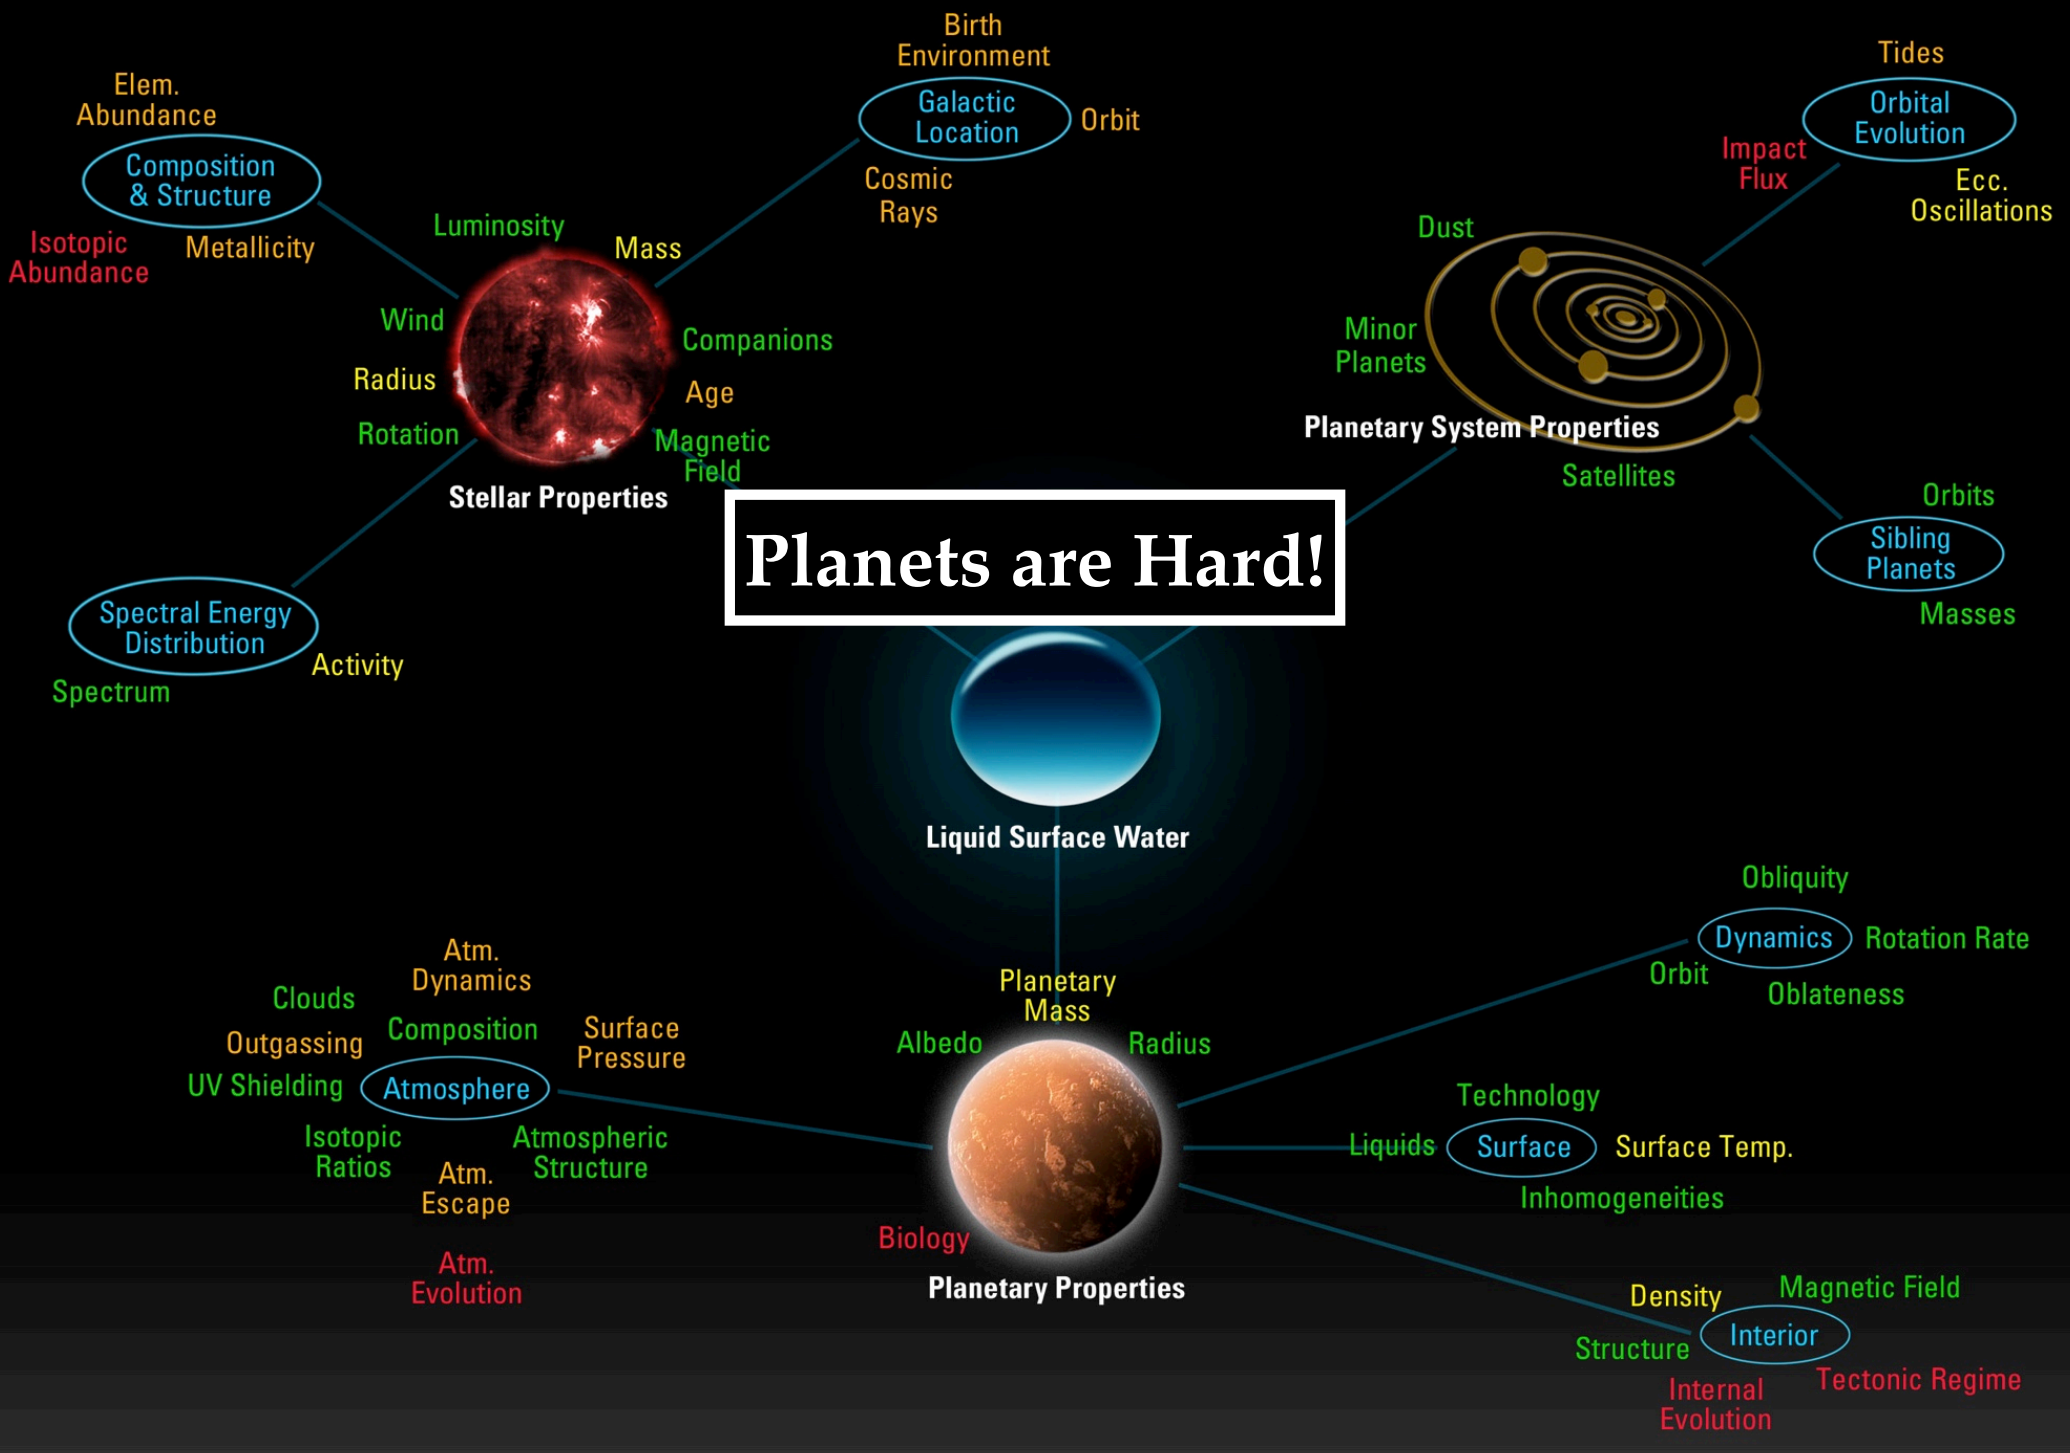 Birth
Environment
Galactic
Location
Orbit
Cosmic
Rays
Elem.
Abundance
Composition
& Structure
Isotopic
Abundance
Metallicity
Luminosity
Mass
Wind
Companions
Radius
Age
Rotation
Magnetic
Field
Stellar Properties
Spectral Energy
Distribution
Activity
Spectrum
Tides
Orbital
Evolution
Impact
Flux
Ecc.
Oscillations
Dust
Minor
Planets
Planetary System Properties
Satellites
Orbits
Sibling
Planets
Masses
Planets are Hard!
Liquid Surface Water
Atm.
Dynamics
Clouds
Composition
Surface
Pressure
Outgassing
UV Shielding
Atmosphere
Isotopic
Ratios
Atmospheric
Structure
Atm.
Escape
Atm.
Evolution
Planetary
Mass
Albedo
Radius
Biology
Planetary Properties
Obliquity
Dynamics
Rotation Rate
Orbit
Oblateness
Technology
Liquids
Surface
Surface Temp.
Inhomogeneities
Density
Magnetic Field
Interior
Structure
Tectonic Regime
Internal
Evolution